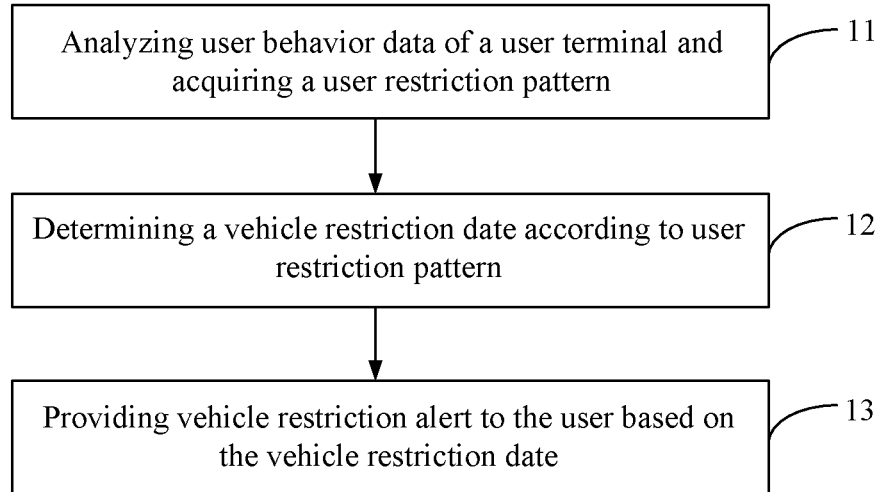 Analyzing user behavior data of a user terminal and
acquiring a user restriction pattern
11
Determining a vehicle restriction date according to user
restriction pattern
12
Providing vehicle restriction alert to the user based on
the vehicle restriction date
13